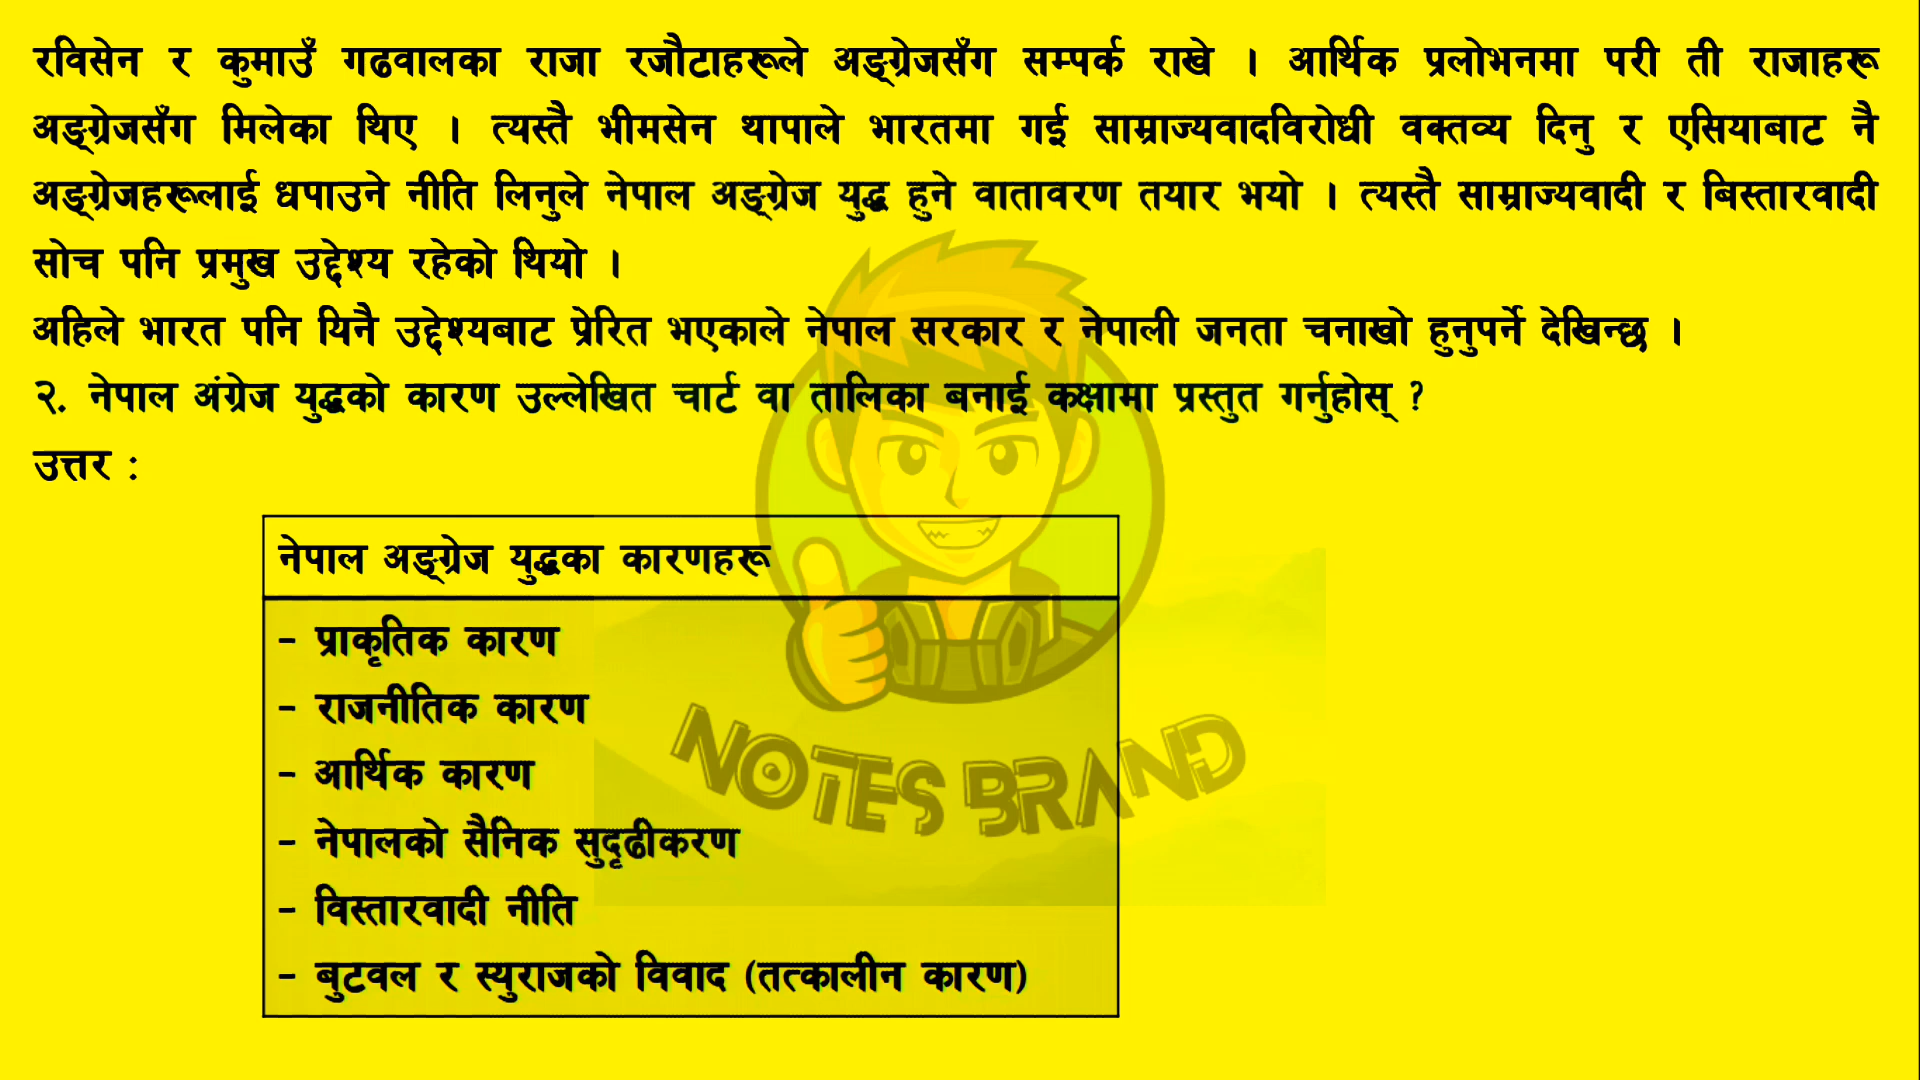 रविसेन र कुमाउँ गढवालका राजा रजौटाहरूले अङ्ग्रेजसँग सम्पर्क राखे । आर्थिक प्रलोभनमा परी ती राजाहरू
अङ्ग्रेजसँग मिलेका थिए । त्यस्तै भीमसेन थापाले भारतमा गई साम्राज्यवादविरोधी वक्तव्य दिनु र एसियाबाट नै
अङ्ग्रेजहरूलाई धपाउने नीति लिनुले नेपाल अङ्ग्रेज युद्ध हुने वातावरण तयार भयो । त्यस्तै साम्राज्यवादी र बिस्तारवादी
सोच पनि प्रमुख उद्देश्य रहेको थियो ।
अहिले भारत पनि यिनै उद्देश्यबाट प्रेरित भएकाले नेपाल सरकार र नेपाली जनता चनाखो हुनुपर्ने देखिन्छ ।
२. नेपाल अंग्रेज युद्धको कारण उल्लेखित चार्ट वा तालिका बनाई कक्षामा प्रस्तुत गर्नुहोस् ?
उत्तर :
नेपाल अङ्ग्रेज युद्धका कारणहरू
– प्राकृतिक कारण
– राजनीतिक कारण
– आर्थिक कारण
– नेपालको सैनिक सुदृढीकरण
– विस्तारवादी नीति
– बुटवल र स्युराजको विवाद (तत्कालीन कारण)
NOTES BRAND